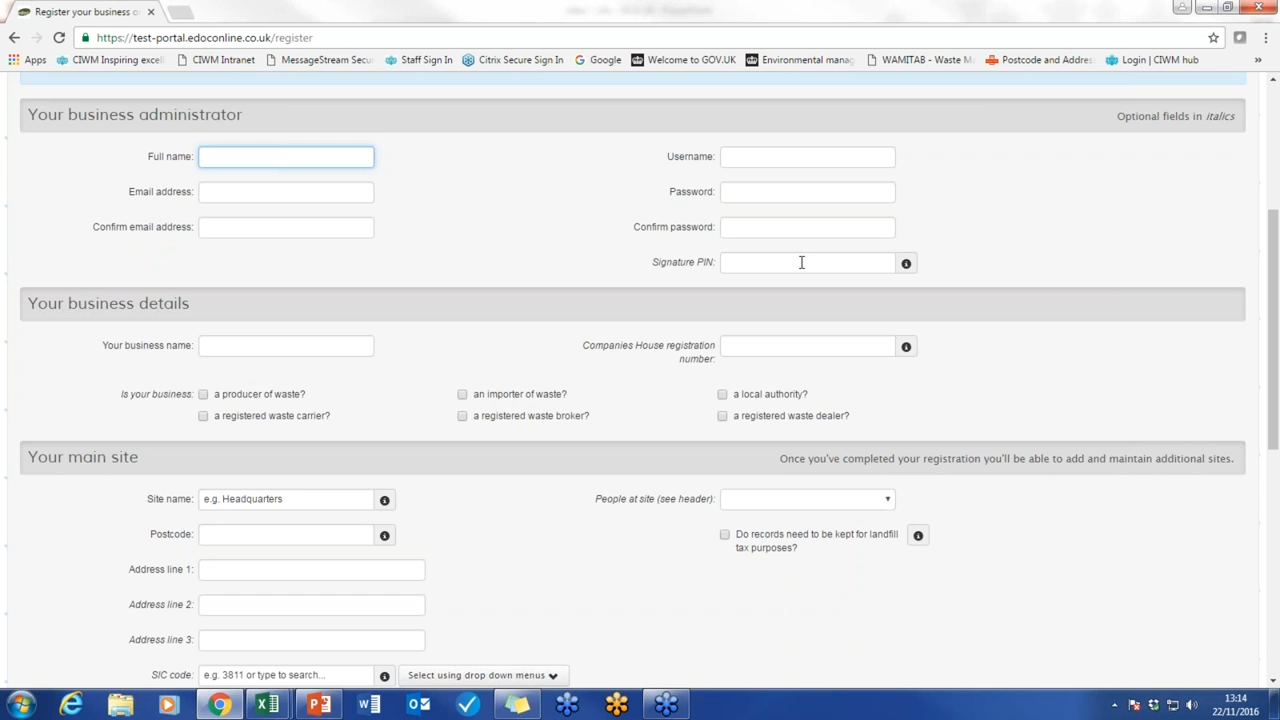 Register your business o
https://test-portal.edoconline.co.uk/register
Apps CIWM Inspiring excell CIWM Intranet MessageStream Secu Staff Sign In Citrix Secure Sign In Google Welcome to GOV.UK Environmental manag WAMITAB - Waste M Postcode and Addres Login | CIWM hub »
Your business administrator Optional fields in italics
Full name: Username:
Email address: Password:
Confirm email address: Confirm password:
Signature PIN:
Your business details
Your business name: Companies House registration
number:
Is your business: a producer of waste? an importer of waste? a local authority?
a registered waste carrier? a registered waste broker? a registered waste dealer?
Your main site Once you've completed your registration you'll be able to add and maintain additional sites.
Site name: e.g. Headquarters People at site (see header):
Postcode: Do records need to be kept for landfill
tax purposes?
Address line 1:
Address line 2:
Address line 3:
SIC code: e.g. 3811 or type to search... Select using drop down menus
13:14
22/11/2016